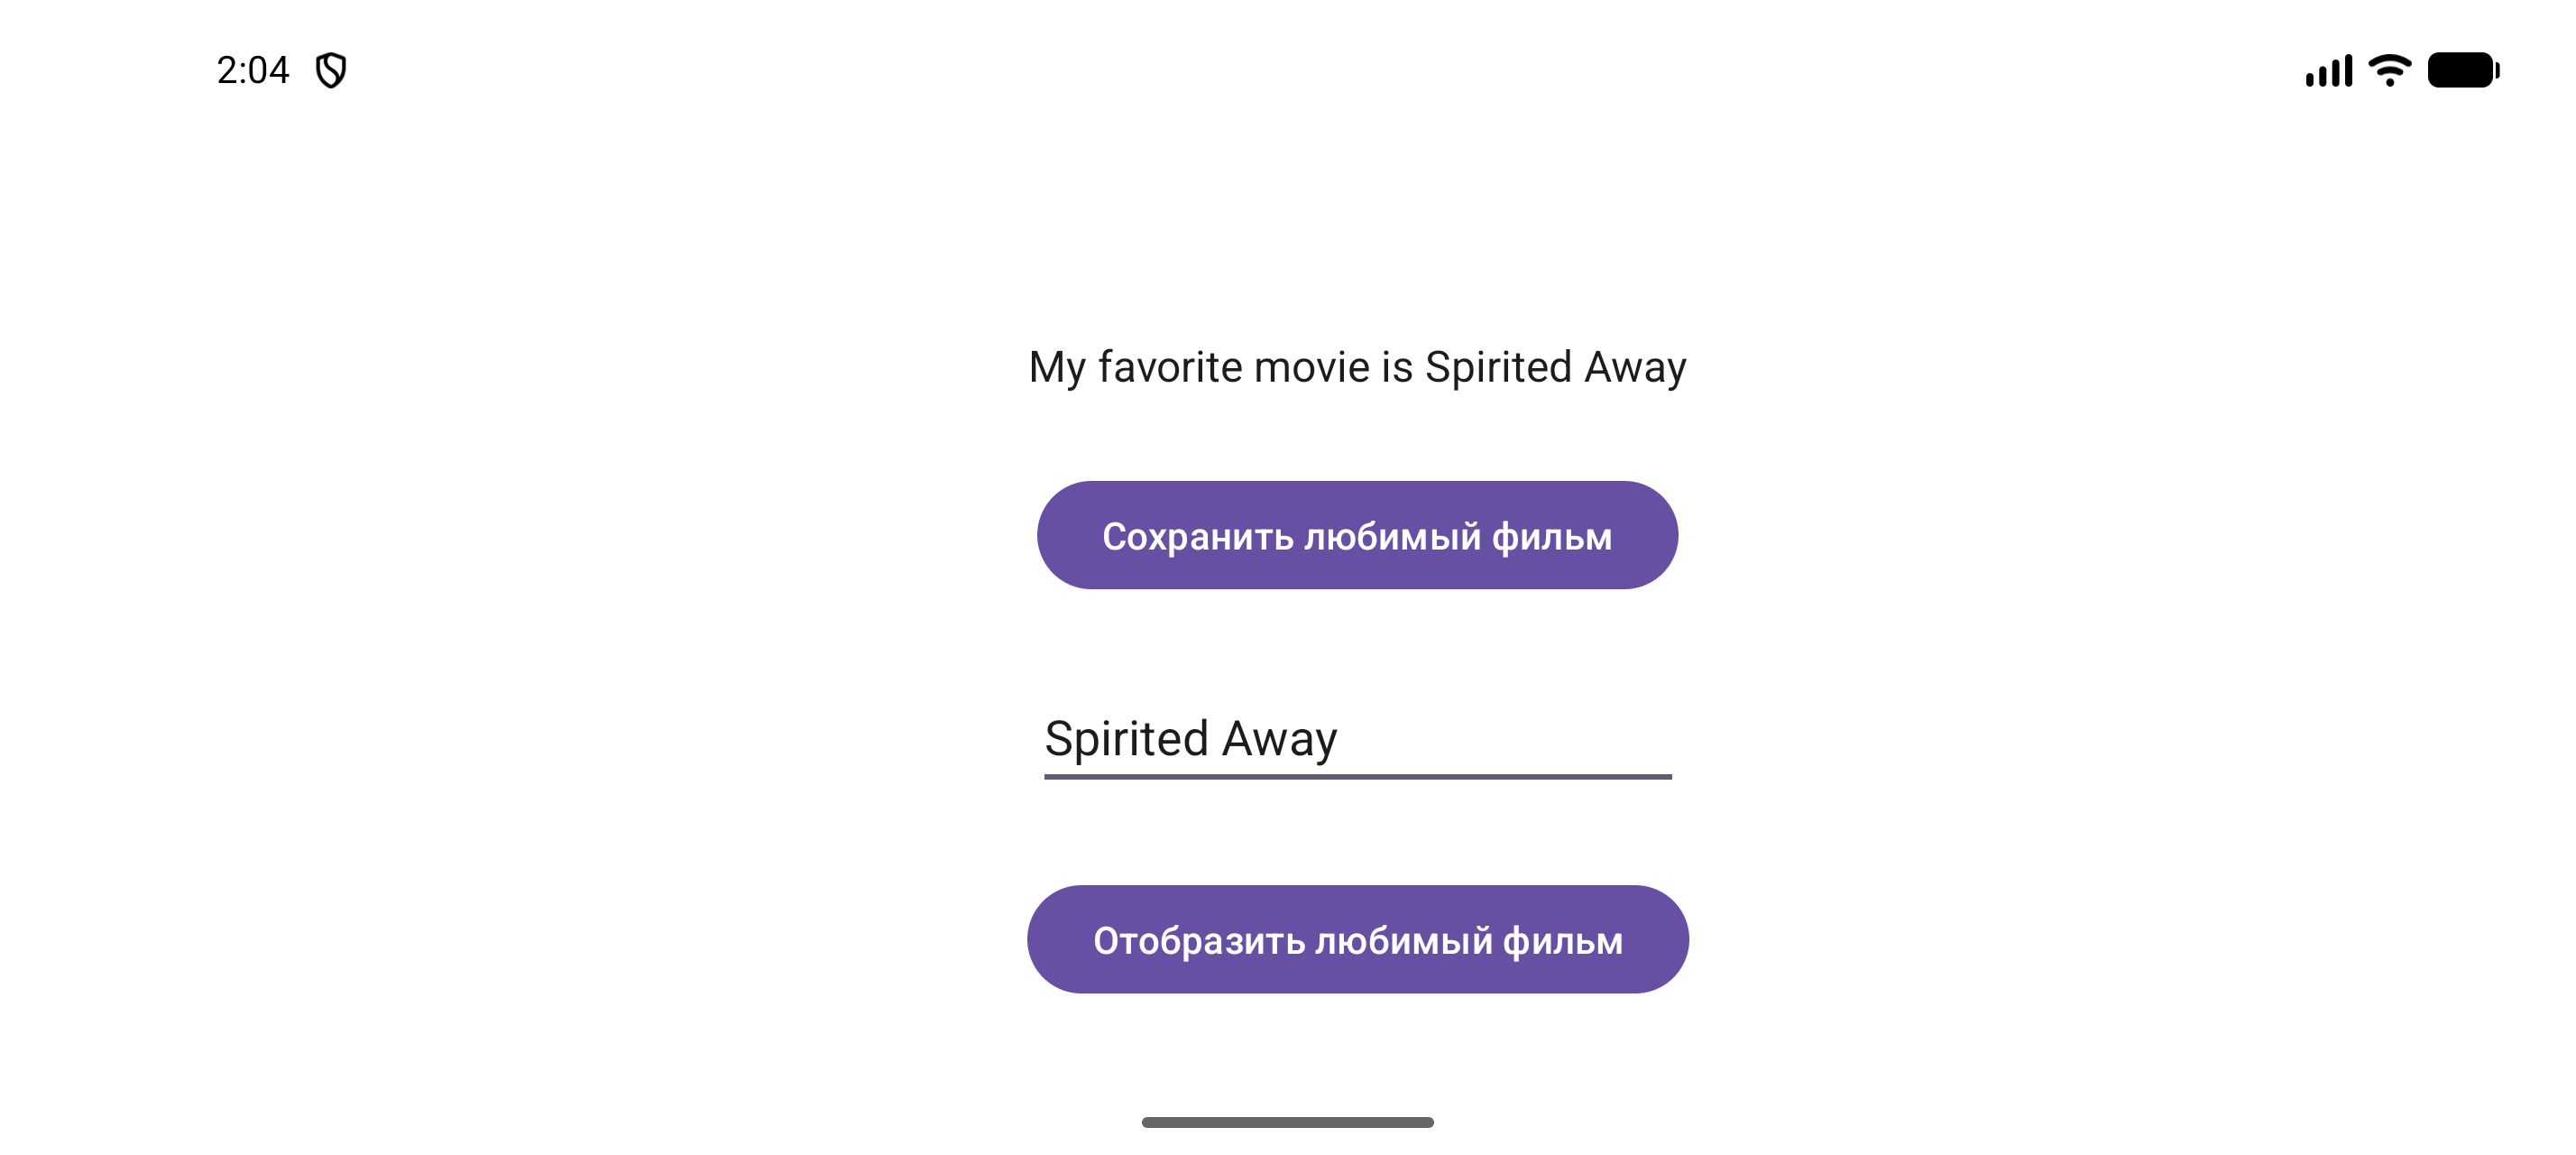 2:04
My favorite movie is Spirited Away
Сохранить любимый фильм
Spirited Away
Отобразить любимый фильм